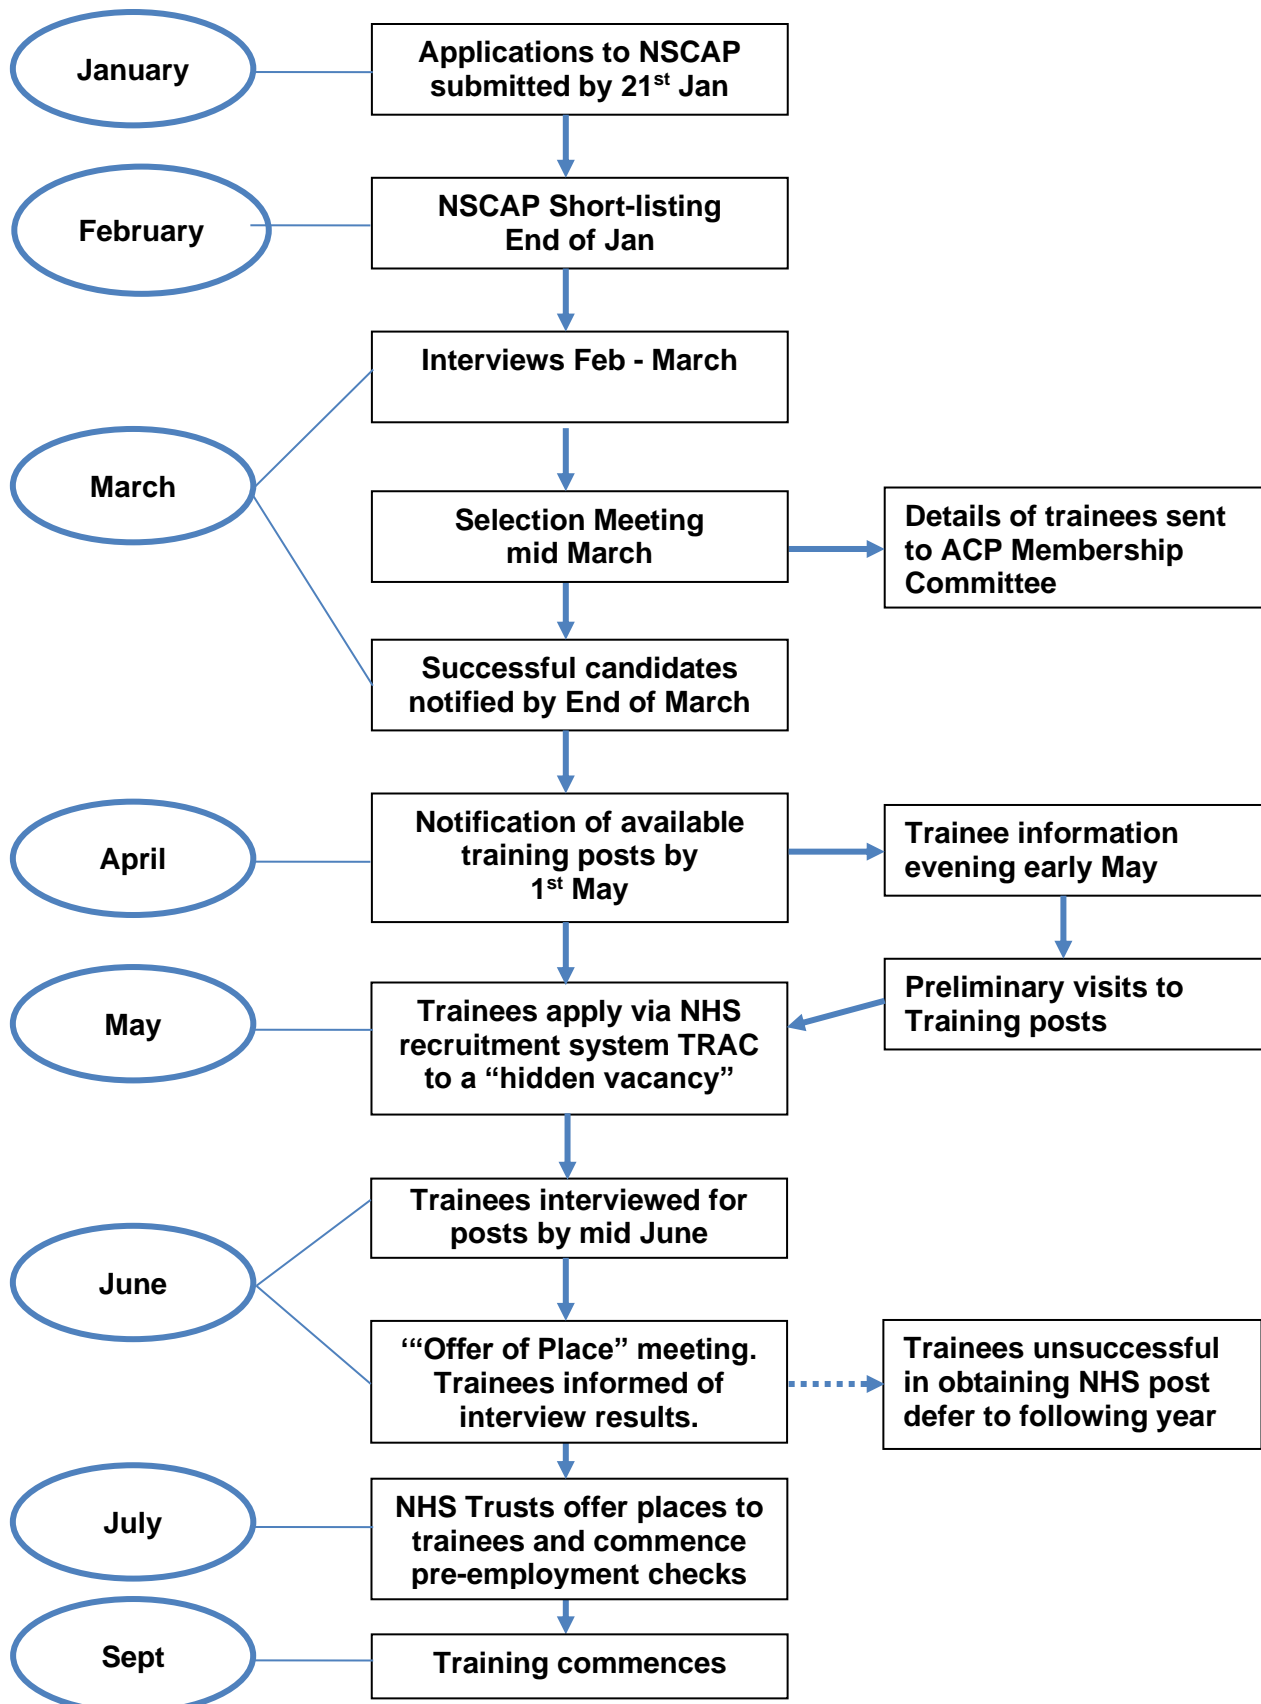 January
Applications to NSCAP
submitted by 21st Jan
February
NSCAP Short-listing
End of Jan
Interviews Feb - March
March
Selection Meeting
mid March
Details of trainees sent
to ACP Membership
Committee
Successful candidates
notified by End of March
April
Notification of available
training posts by
1st May
Trainee information
evening early May
May
Trainees apply via NHS
recruitment system TRAC
to a “hidden vacancy”
Preliminary visits to
Training posts
Trainees interviewed for
posts by mid June
June
‘“Offer of Place” meeting.
Trainees informed of
interview results.
Trainees unsuccessful
in obtaining NHS post
defer to following year
July
NHS Trusts offer places to
trainees and commence
pre-employment checks
Sept
Training commences